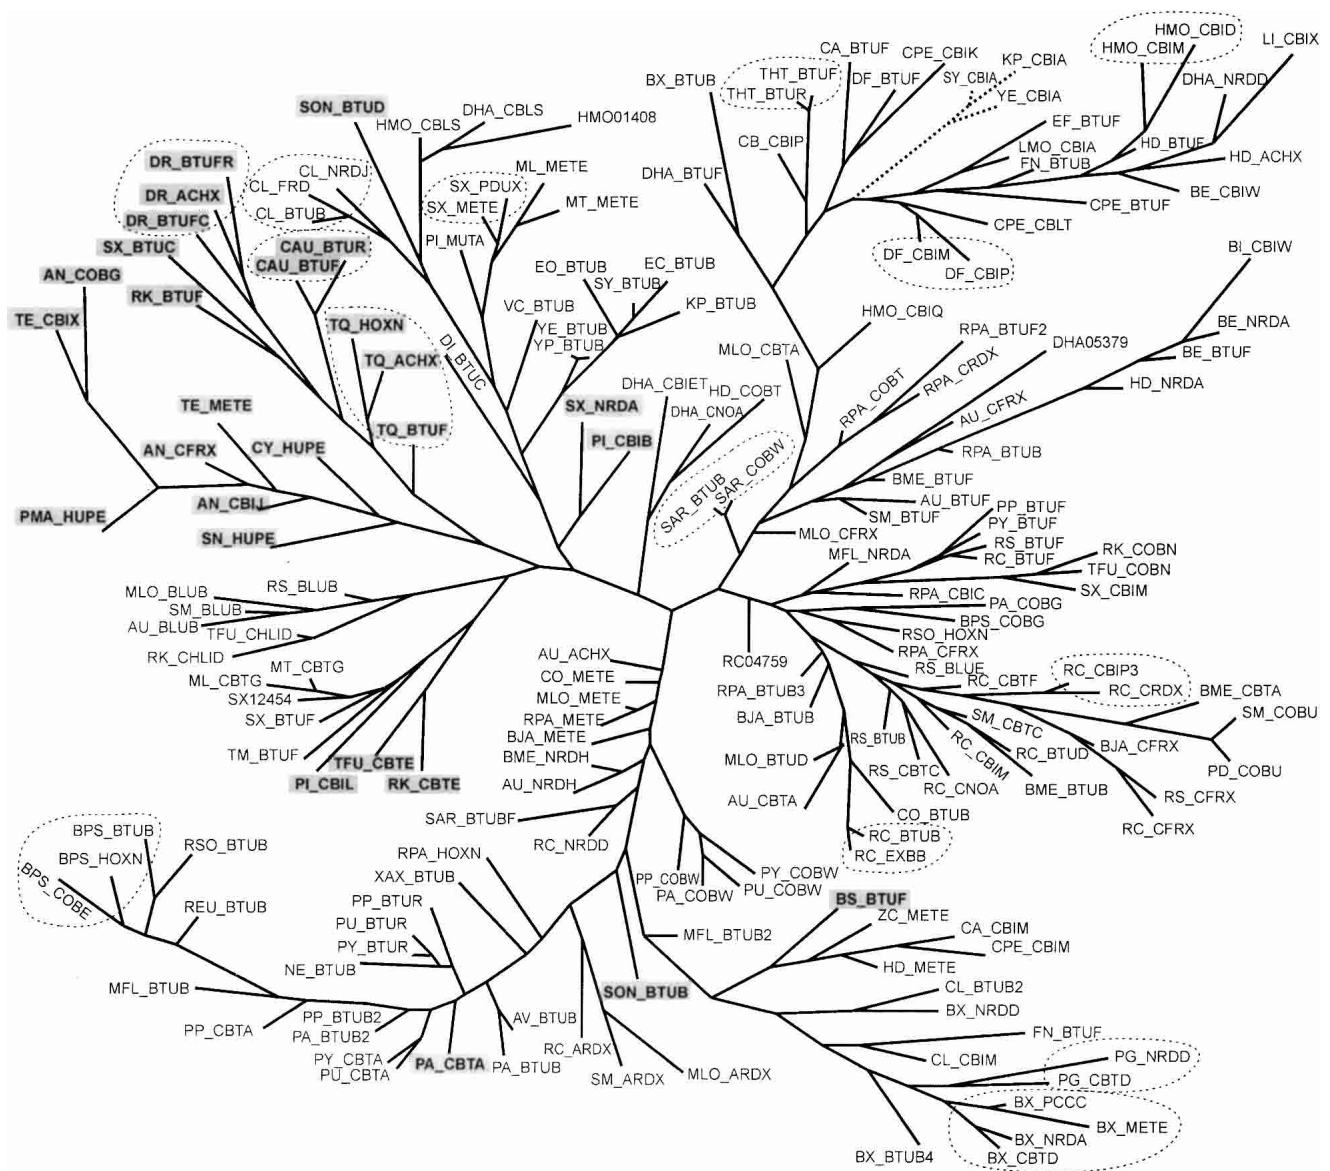 HMO_CBID
HMO_CBIM
LI_CBIX
CA_BTUF
CPE_CBIK
KP_CBIA
BX_BTUB
THT_BTUF
DF_BTUF
SY_CBIA
DHA_NRDD
THT_BTUR
YE_CBIA
SON_BTUD
DHA_CBLS
HMO_CBLS
HMO01408
EF_BTUF
CB_CBIP
LMO_CBIA
HD_BTUF
FN_BTUB
HD_ACHX
DR_BTUFR
CL_NRDJ
ML_METE
CL_FRD
SX_PDUX
DHA_BTUF
BE_CBIW
DR_ACHX
SX_METE
MT_METE
CPE_BTUF
DR_BTUFC
CL_BTUB
CPE_CBLT
SX_BTUC
CAU_BTUR
PI_MUTA
DF_CBIM
BI_CBIW
CAU_BTUF
DF_CBIP
AN_COBG
EO_BTUB
EC_BTUB
SY_BTUB
RK_BTUF
VC_BTUB
KP_BTUB
HMO_CBIQ
TE_CBIX
TQ_HOXN
YE_BTUB
RPA_BTUF2
BE_NRDA
YP_BTUB
DI_BTUC
MLO_CBTA
DHA05379
BE_BTUF
TQ_ACHX
RPA_COBT
RPA_CRDX
DHA_CBIET
HD_COBT
HD_NRDA
TE_METE
SX_NRDA
DHA_CNOA
AU_CFRX
TQ_BTUF
PI_CBIB
AN_CFRX
CY_HUPE
SAR_BTUB
SAR_COBW
RPA_BTUB
BME_BTUF
AN_CBIJ
AU_BTUF
PP_BTUF
PMA_HUPE
SM_BTUF
PY_BTUF
SN_HUPE
MLO_CFRX
RS_BTUF
MFL_NRDA
RC_BTUF
RK_COBN
TFU_COBN
RS_BLUB
MLO_BLUB
SX_CBIM
RPA_CBIC
SM_BLUB
PA_COBG
AU_BLUB
BPS_COBG
TFU_CHLID
RSO_HOXN
RK_CHLID
AU_ACHX
RPA_CFRX
RC04759
RS_BLUE
MT_CBTG
CO_METE
RC_CBIP3
ML_CBTG
RPA_BTUB3
RC_CBTF
RC_CRDX
SX12454
MLO_METE
BME_CBTA
SX_BTUF
RPA_METE
BJA_BTUB
SM_CBTC
SM_COBU
BJA_METE
RS_BTUB
RC_CBIM
RC_BTUD
BJA_CFRX
TM_BTUF
BME_NRDH
MLO_BTUD
PD_COBU
TFU_CBTE
RS_CBTC
PI_CBIL
RK_CBTE
AU_NRDH
RC_CNOA
BME_BTUB
RS_CFRX
AU_CBTA
SAR_BTUBF
CO_BTUB
RC_CFRX
BPS_BTUB
RC_BTUB
RSO_BTUB
RC_NRDD
RC_EXBB
BPS_HOXN
RPA_HOXN
BPS_COBE
XAX_BTUB
PP_COBW
PY_COBW
PA_COBW
PU_COBW
PP_BTUR
BS_BTUF
REU_BTUB
ZC_METE
PU_BTUR
CA_CBIM
MFL_BTUB2
PY_BTUR
CPE_CBIM
NE_BTUB
HD_METE
MFL_BTUB
SON_BTUB
CL_BTUB2
BX_NRDD
PP_BTUB2
PP_CBTA
AV_BTUB
FN_BTUF
PA_BTUB2
RC_ARDX
PY_CBTA
PA_CBTA
PA_BTUB
CL_CBIM
PG_NRDD
PU_CBTA
SM_ARDX
MLO_ARDX
PG_CBTD
BX_PCCC
BX_METE
BX_NRDA
BX_BTUB4
BX_CBTD